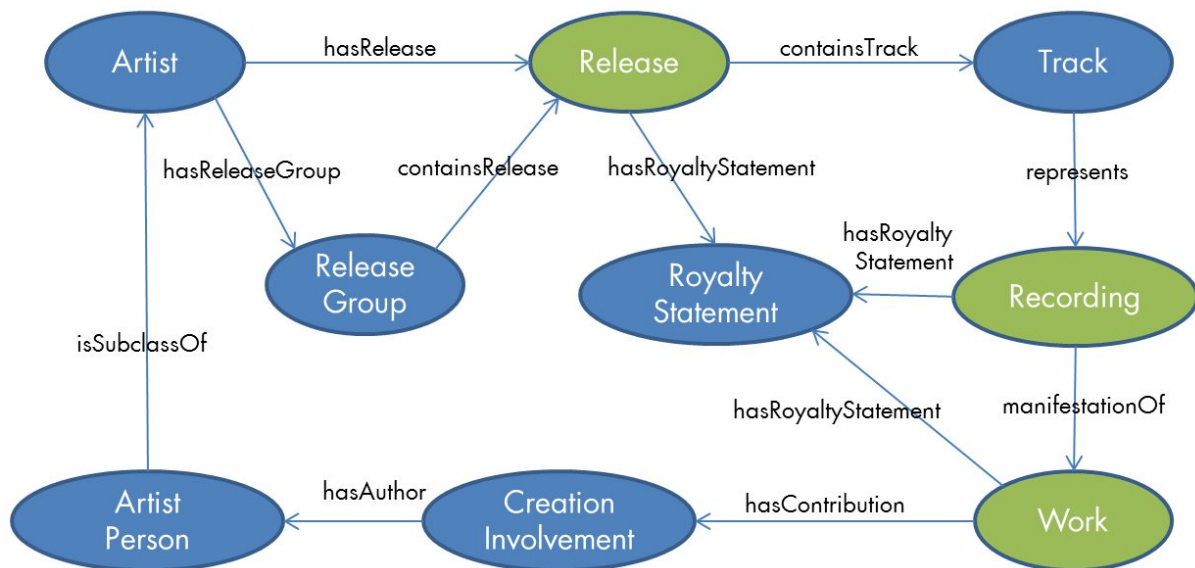 Artist
hasRelease
Release
containsTrack
Track
hasReleaseGroup
containsRelease
hasRoyaltyStatement
represents
Release
Group
Royalty
Statement
hasRoyalty
Statement
Recording
isSubclassOf
hasRoyaltyStatement
manifestationOf
Artist
Person
hasAuthor
Creation
Involvement
hasContribution
Work